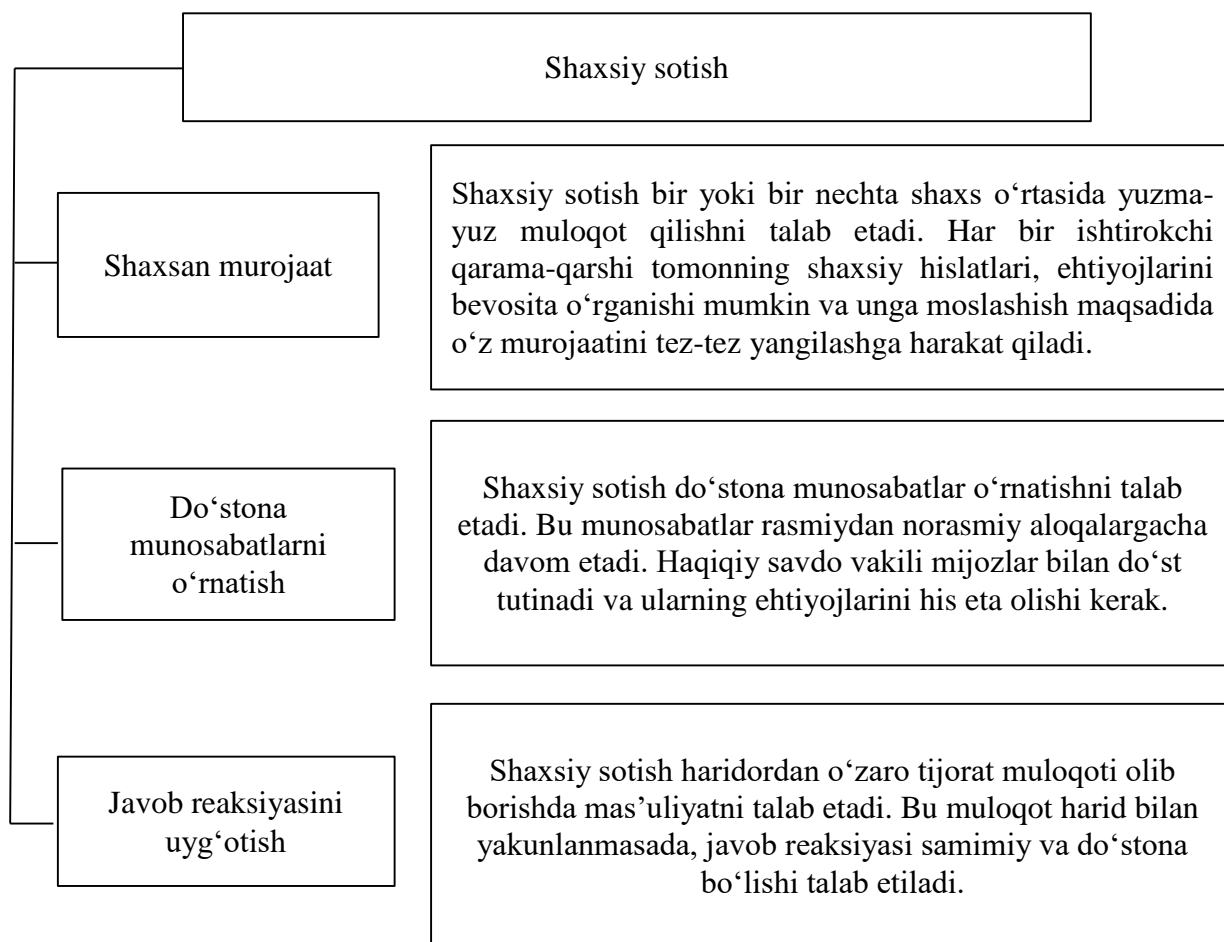 Shaxsiy sotish
Shaxsan murojaat
Shaxsiy sotish bir yoki bir nechta shaxs o‘rtasida yuzma-
yuz muloqot qilishni talab etadi. Har bir ishtirokchi
qarama-qarshi tomonning shaxsiy hislatlari, ehtiyojlarini
bevosita o‘rganishi mumkin va unga moslashish maqsadida
o‘z murojaatini tez-tez yangilashga harakat qiladi.
Do‘stona
munosabatlarni
o‘rnatish
Shaxsiy sotish do‘stona munosabatlar o‘rnatishni talab
etadi. Bu munosabatlar rasmiydan norasmiy aloqalargacha
davom etadi. Haqiqiy savdo vakili mijozlar bilan do‘st
tutinadi va ularning ehtiyojlarini his eta olishi kerak.
Javob reaksiyasini
uyg‘otish
Shaxsiy sotish haridordan o‘zaro tijorat muloqoti olib
borishda mas’uliyatni talab etadi. Bu muloqot harid bilan
yakunlanmasada, javob reaksiyasi samimiy va do‘stona
bo‘lishi talab etiladi.